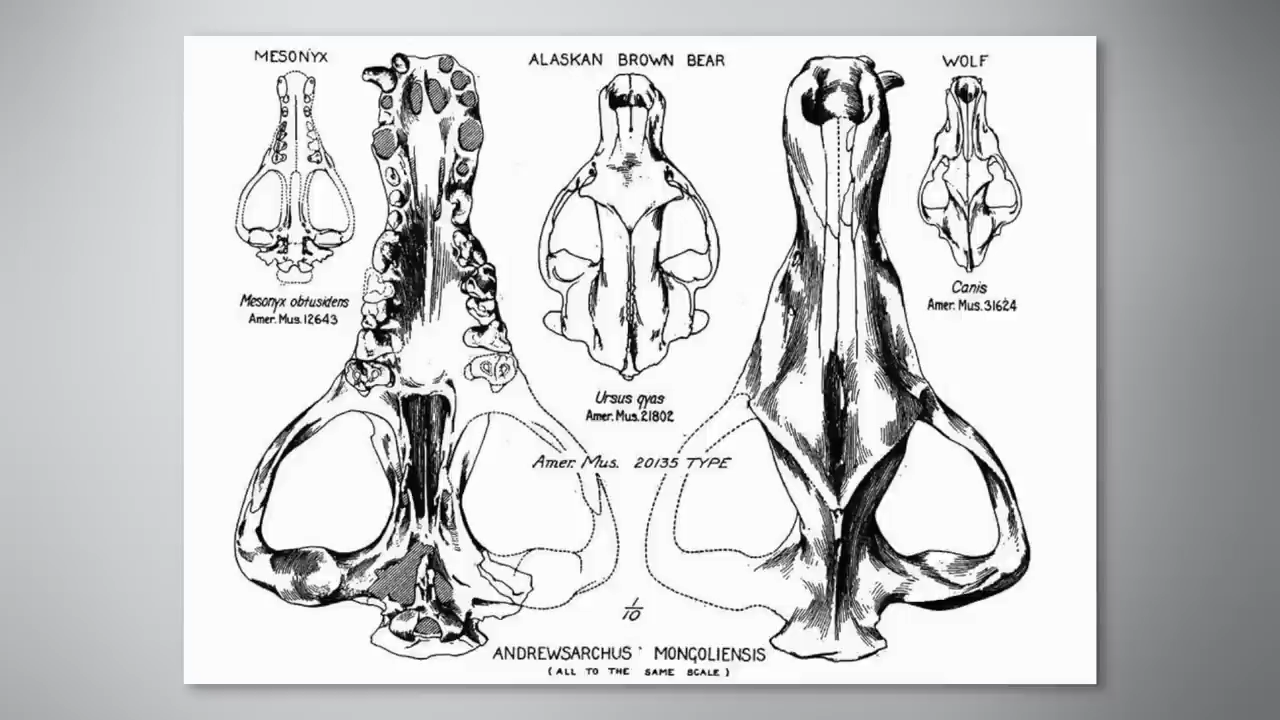 MESONYX
ALASKAN BROWN BEAR
WOLF
Mesonyx obtusidens
Amer. Mus. 12643
Canis
Amer. Mus. 31624
Ursus gyas
Amer. Mus. 21802
Amer. Mus. 20135 TYPE
1/10
ANDREWSARCHUS MONGOLIENSIS
(ALL TO THE SAME SCALE)